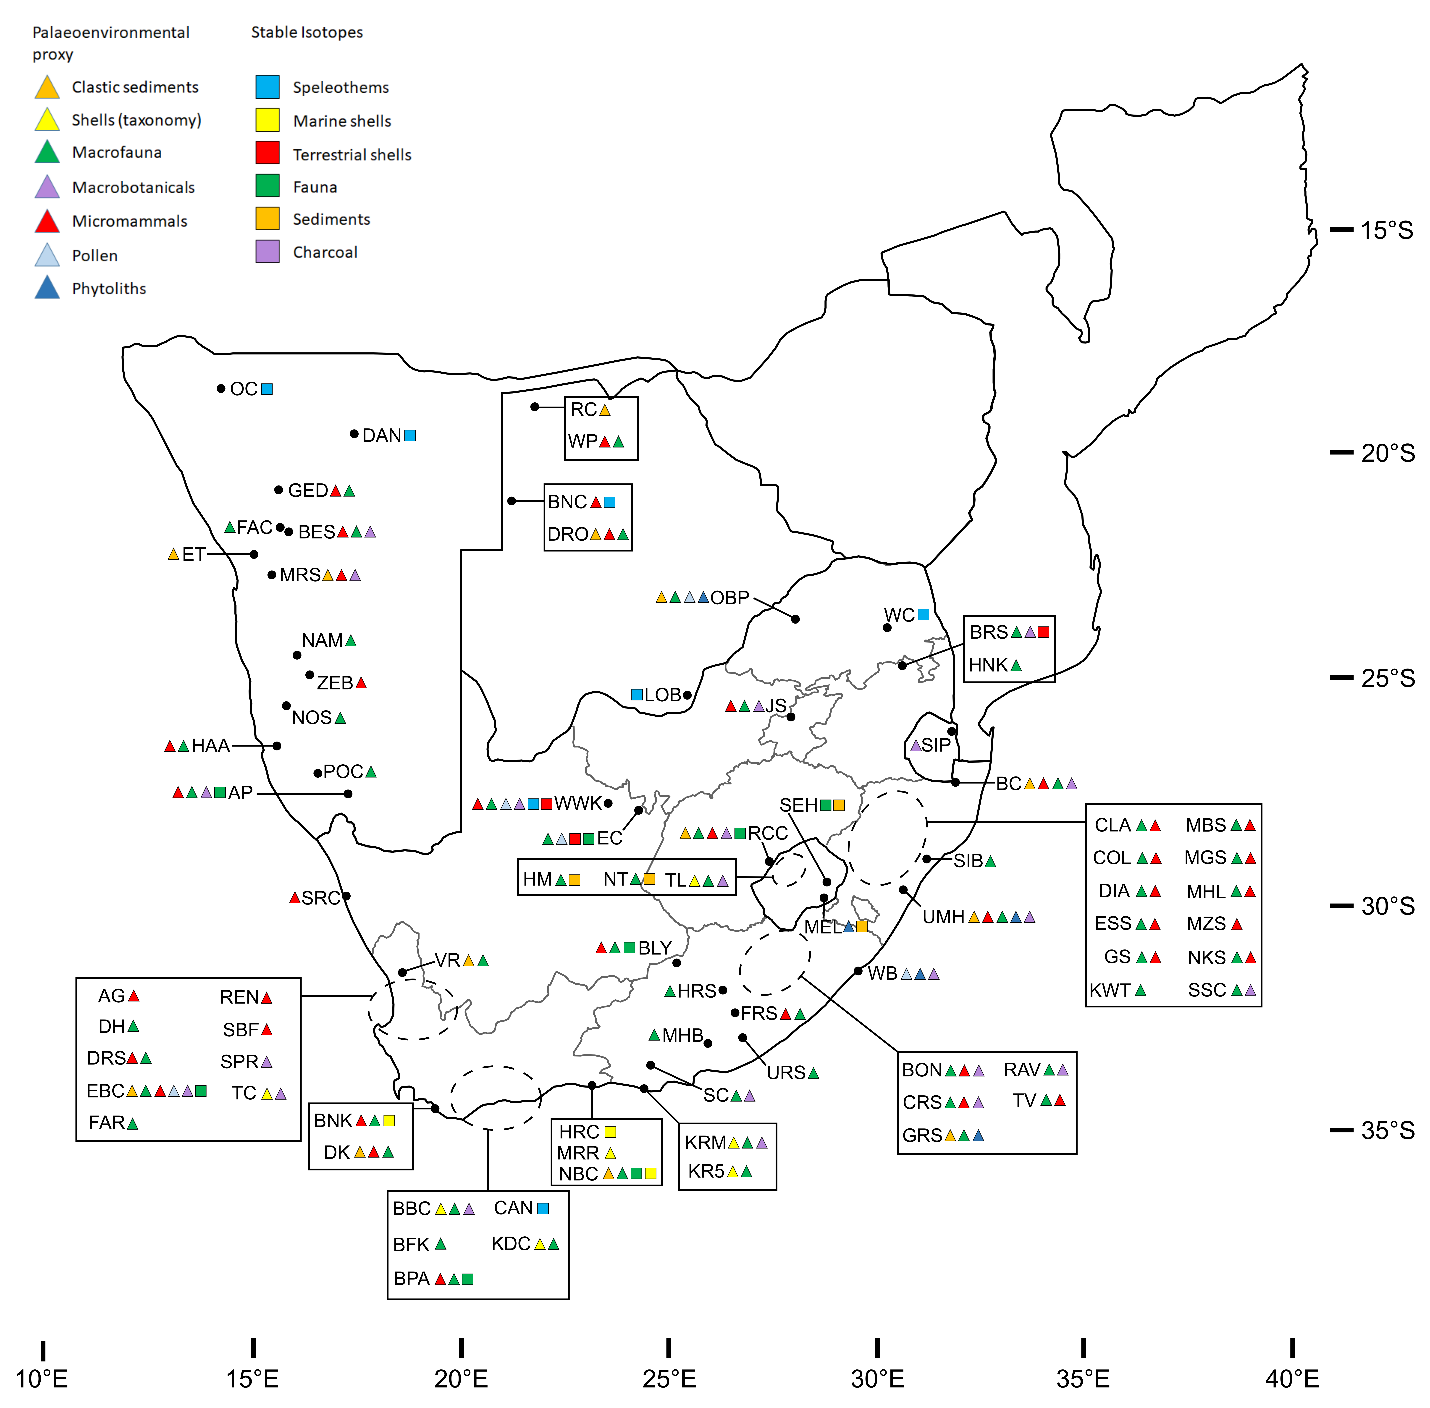 Palaeoenvironmental
proxy
Clastic sediments
Shells (taxonomy)
Macrofauna
Macrobotanicals
Micromammals
Pollen
Phytoliths
Stable Isotopes
Speleothems
Marine shells
Terrestrial shells
Fauna
Sediments
Charcoal
15°S
20°S
25°S
30°S
35°S
OC
DAN
GED
FAC
BES
ET
MRS
NAM
ZEB
NOS
HAA
POC
AP
RC
WP
BNC
DRO
OBP
WC
BRS
HNK
LOB
JS
SIP
BC
WWK
EC
SEH
RCC
HM NT TL
MEL
SIB
UMH
WB
CLA MBS
COL MGS
DIA MHL
ESS MZS
GS NKS
KWT SSC
SRC
VR
BLY
HRS
FRS
MHB
URS
SC
AG REN
DH SBF
DRS SPR
EBC TC
FAR
BNK
DK
HRC
MRR
NBC
KRM
KR5
BON RAV
CRS TV
GRS
BBC CAN
BFK KDC
BPA
10°E 15°E 20°E 25°E 30°E 35°E 40°E